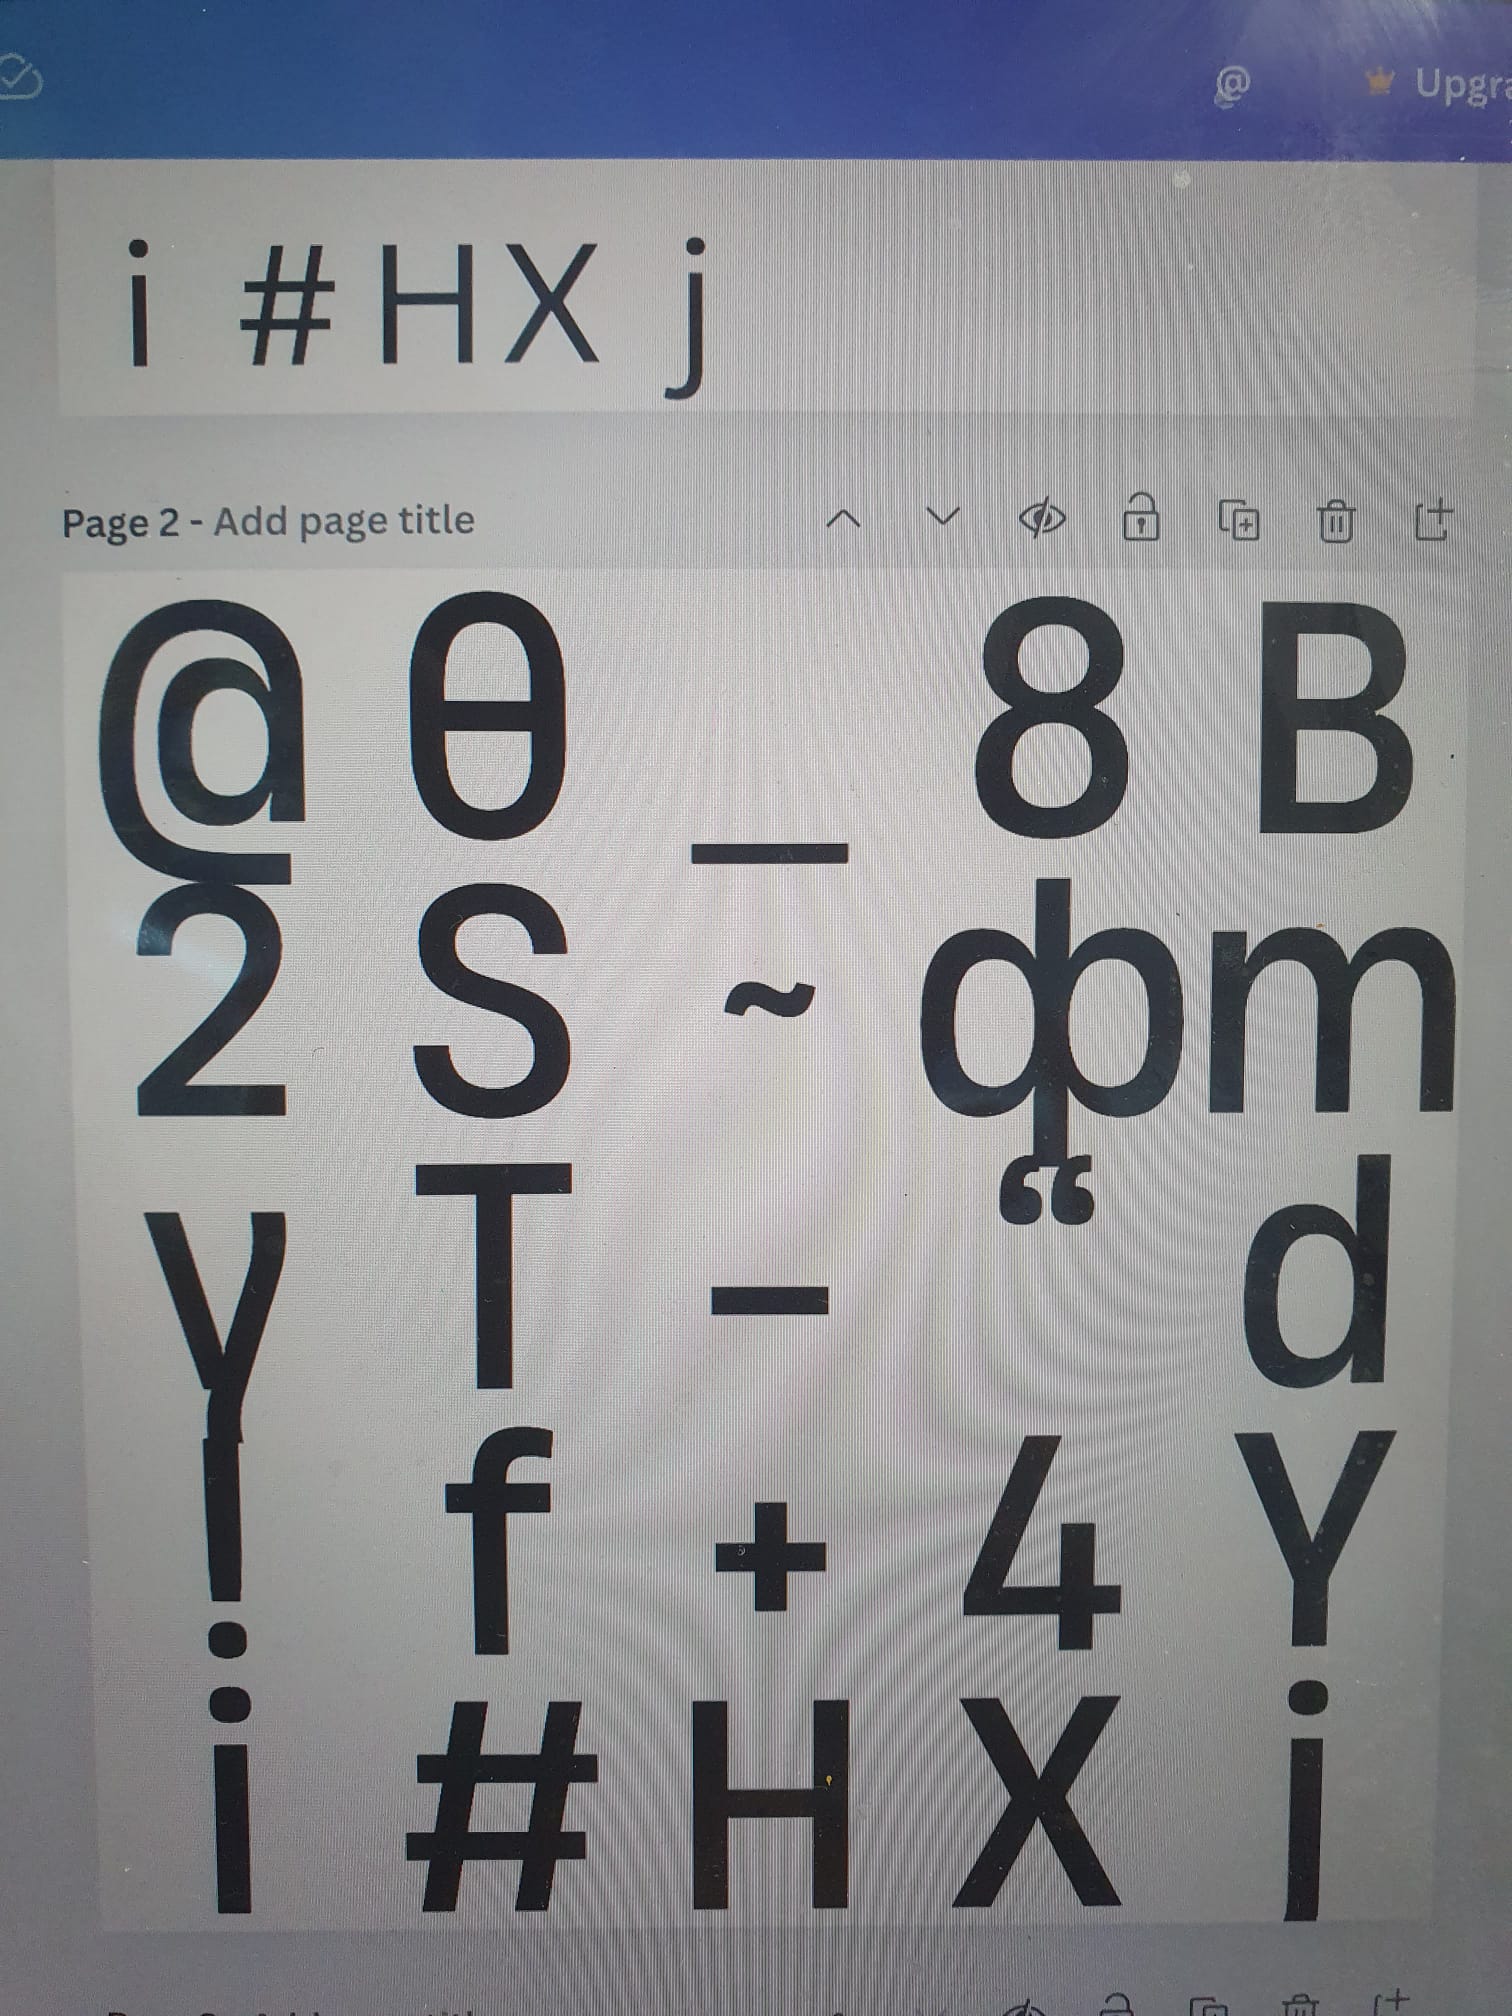 @ Upgra
i # H X j
Page 2 - Add page title
@ θ _ 8 B
2 S ~ ф m
y T - “ d
! f + 4 Y
i # H X j